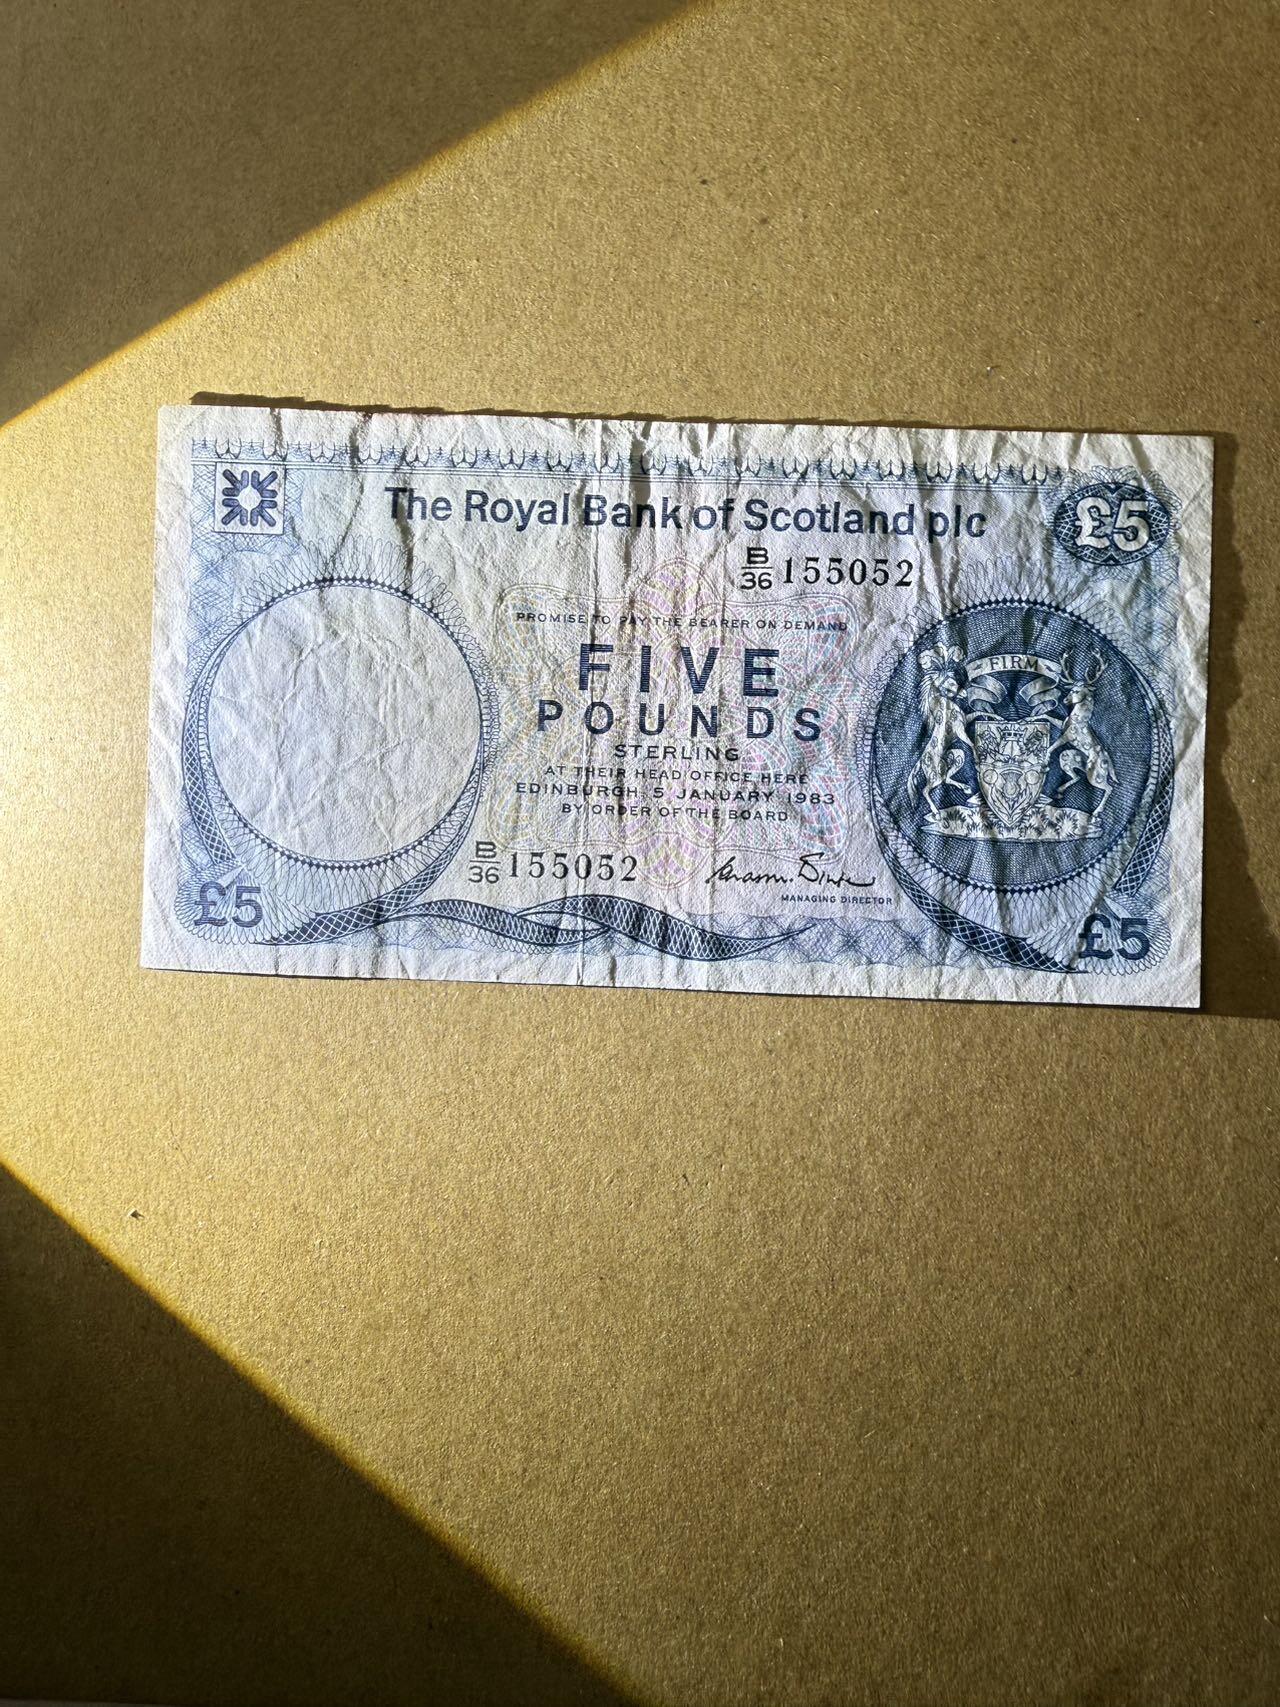 The Royal Bank of Scotland plc
£5
B/36 155052
PROMISE TO PAY THE BEARER ON DEMAND
FIVE
POUNDS
STERLING
AT THEIR HEAD OFFICE HERE
EDINBURGH, 5 JANUARY 1983
BY ORDER OF THE BOARD
FIRM
B/36 155052
MANAGING DIRECTOR
£5
£5